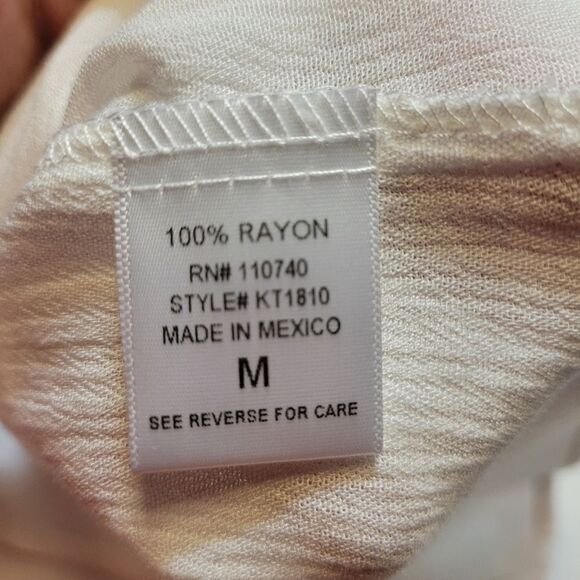 100% RAYON
RN# 110740
STYLE# KT1810
MADE IN MEXICO
M
SEE REVERSE FOR CARE